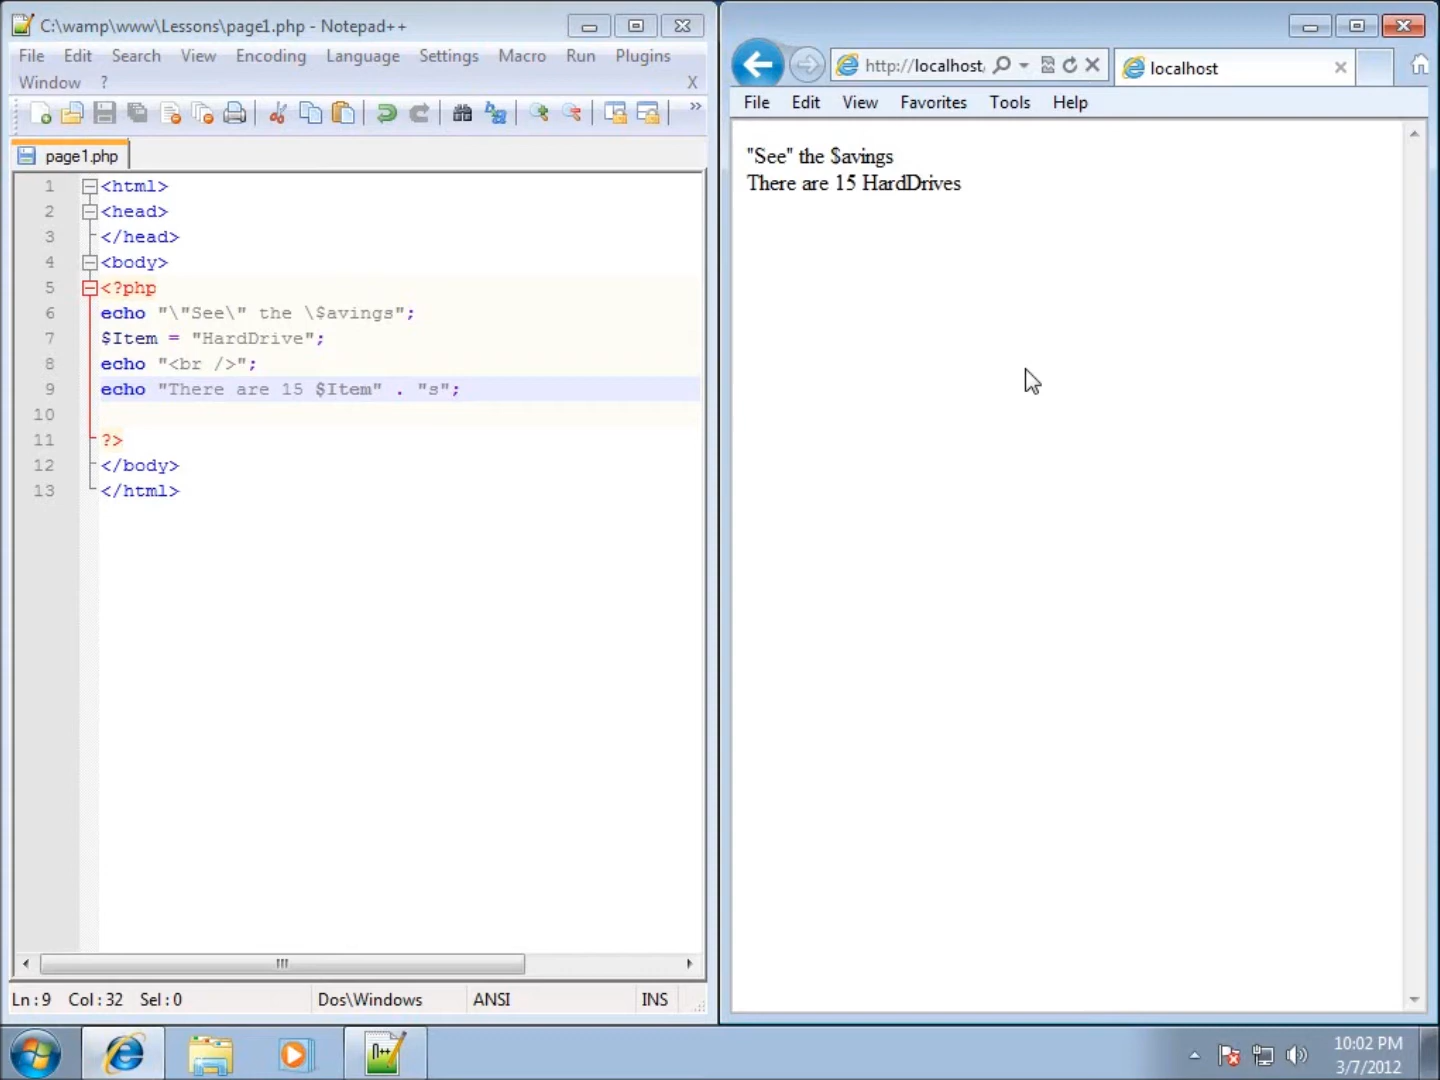 C:\wamp\www\Lessons\page1.php - Notepad++
File Edit Search View Encoding Language Settings Macro Run Plugins
Window ? X
page1.php
1 <html>
2 <head>
3 </head>
4 <body>
5 <?php
6 echo "\"See\" the \$avings";
7 $Item = "HardDrive";
8 echo "<br />";
9 echo "There are 15 $Item" . "s";
10
11 ?>
12 </body>
13 </html>
Ln : 9 Col : 32 Sel : 0 Dos\Windows ANSI INS
http://localhost localhost
File Edit View Favorites Tools Help
"See" the $avings
There are 15 HardDrives
10:02 PM
3/7/2012